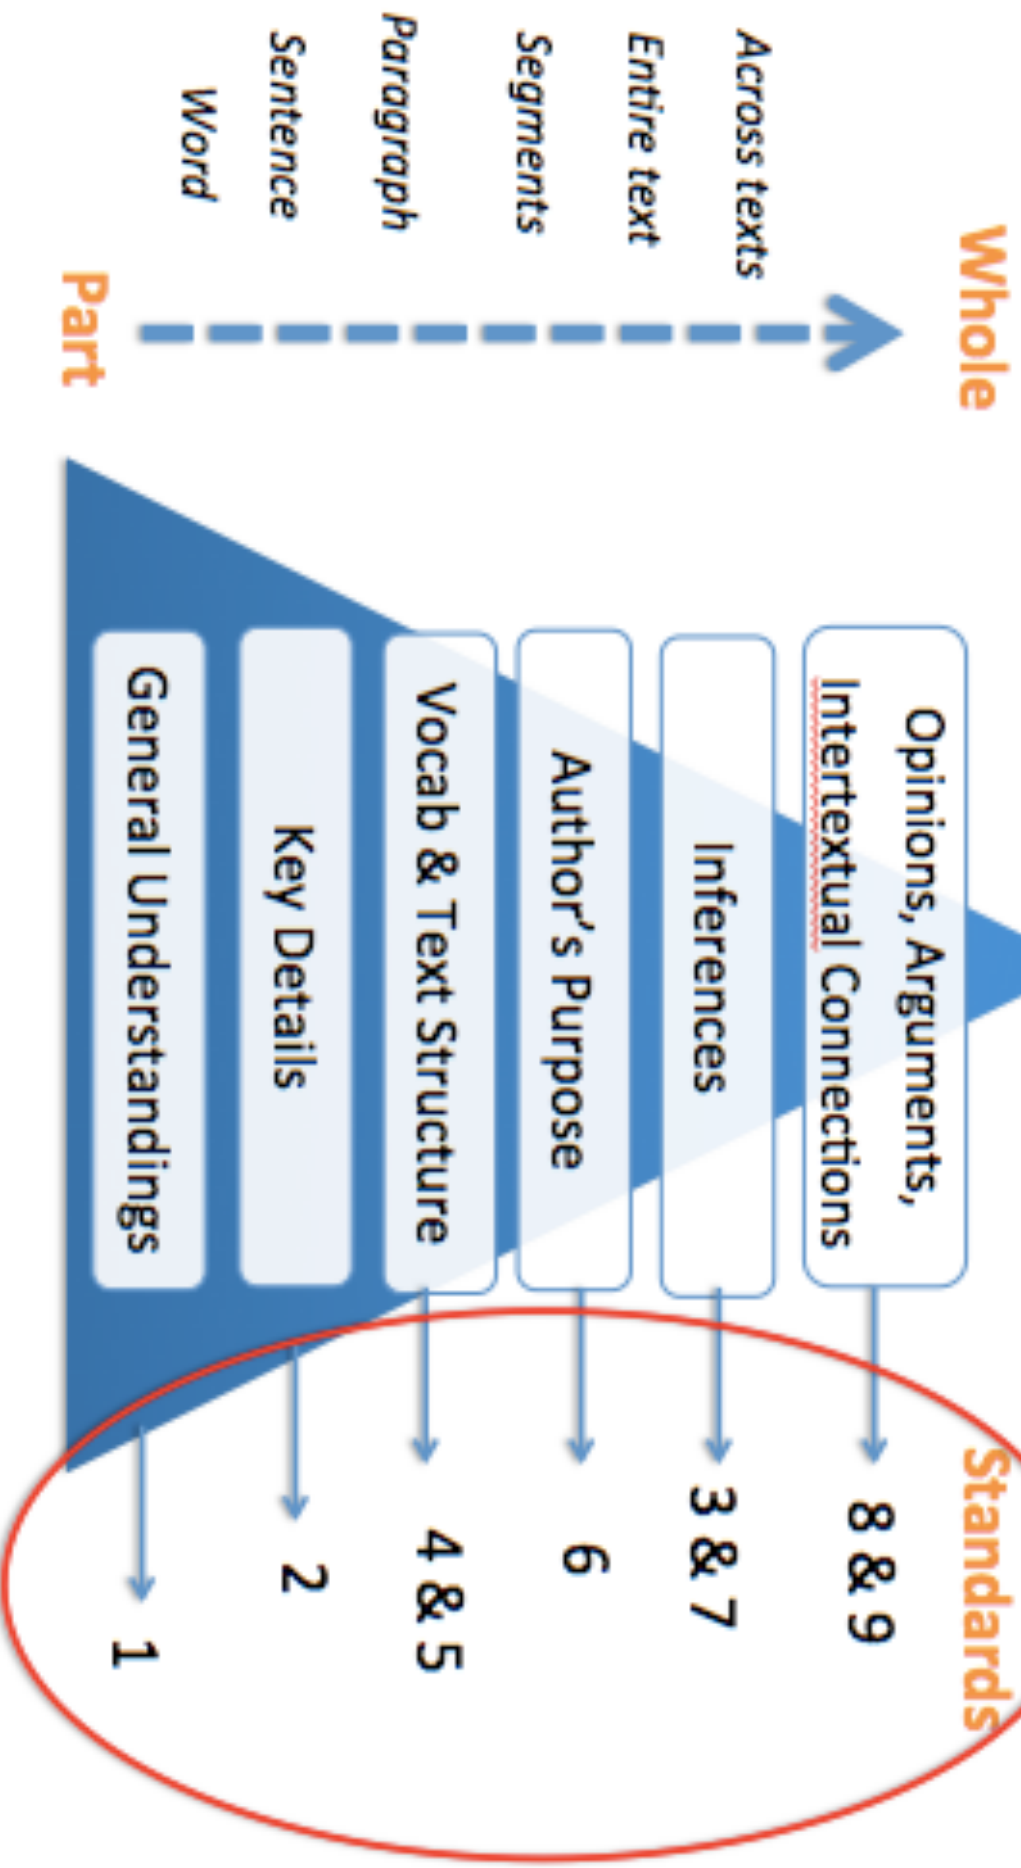 Whole
Across texts
Entire text
Segments
Paragraph
Sentence
Word
Part
Opinions, Arguments,
Intertextual Connections
Inferences
Author's Purpose
Vocab & Text Structure
Key Details
General Understandings
Standards
8 & 9
3 & 7
6
4 & 5
2
1